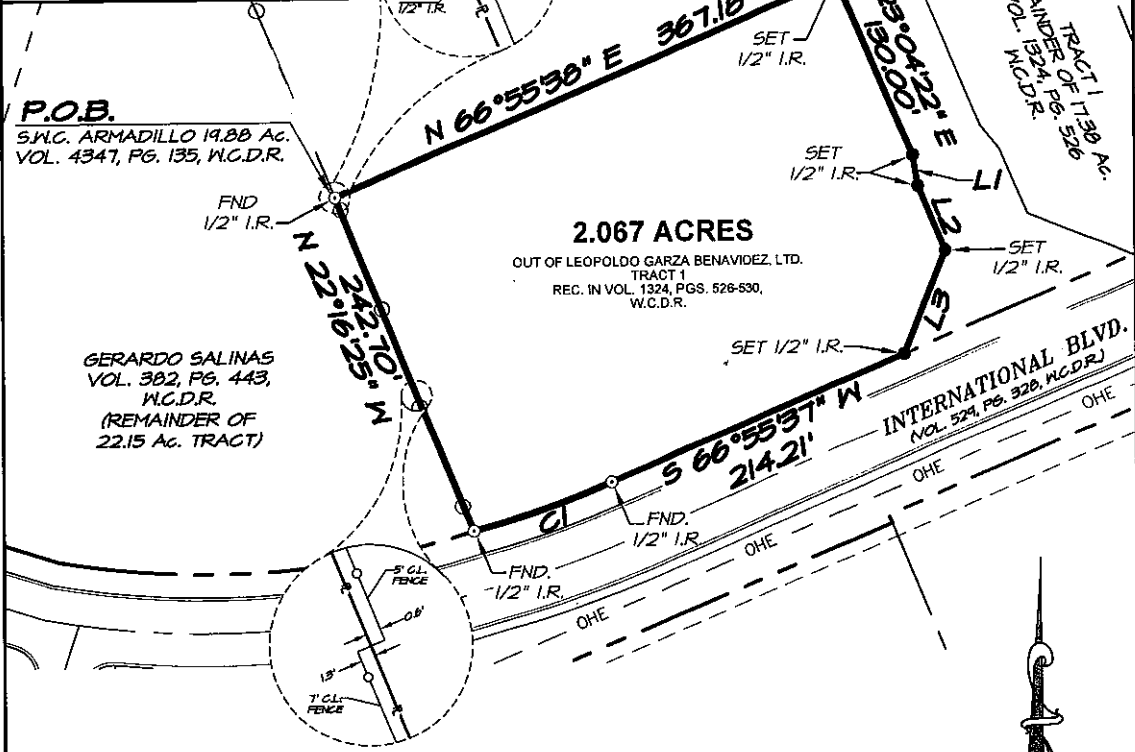 1/2" I.R.
N 66°55'38" E 367.18'
SET
1/2" I.R.
23°04'22" E
130.00'
TRACT 1
AINDER OF 17.38 Ac.
VOL. 1324, PG. 526
W.C.D.R.
P.O.B.
S.W.C. ARMADILLO 19.88 Ac.
VOL. 4347, PG. 135, W.C.D.R.
FND
1/2" I.R.
SET
1/2" I.R.
L1
L2
SET
1/2" I.R.
L3
2.067 ACRES
OUT OF LEOPOLDO GARZA BENAVIDEZ, LTD.
TRACT 1
REC. IN VOL. 1324, PGS. 526-530,
W.C.D.R.
242.70'
N 22°16'25" W
GERARDO SALINAS
VOL. 382, PG. 443,
W.C.D.R.
(REMAINDER OF
22.15 Ac. TRACT)
SET 1/2" I.R.
INTERNATIONAL BLVD.
(VOL. 529, PG. 328, W.C.D.R.)
S 66°55'37" W
214.21'
C1
FND.
1/2" I.R.
FND.
1/2" I.R.
OHE
OHE
OHE
OHE
5' C.L.
FENCE
0.6'
1.3'
7' C.L.
FENCE